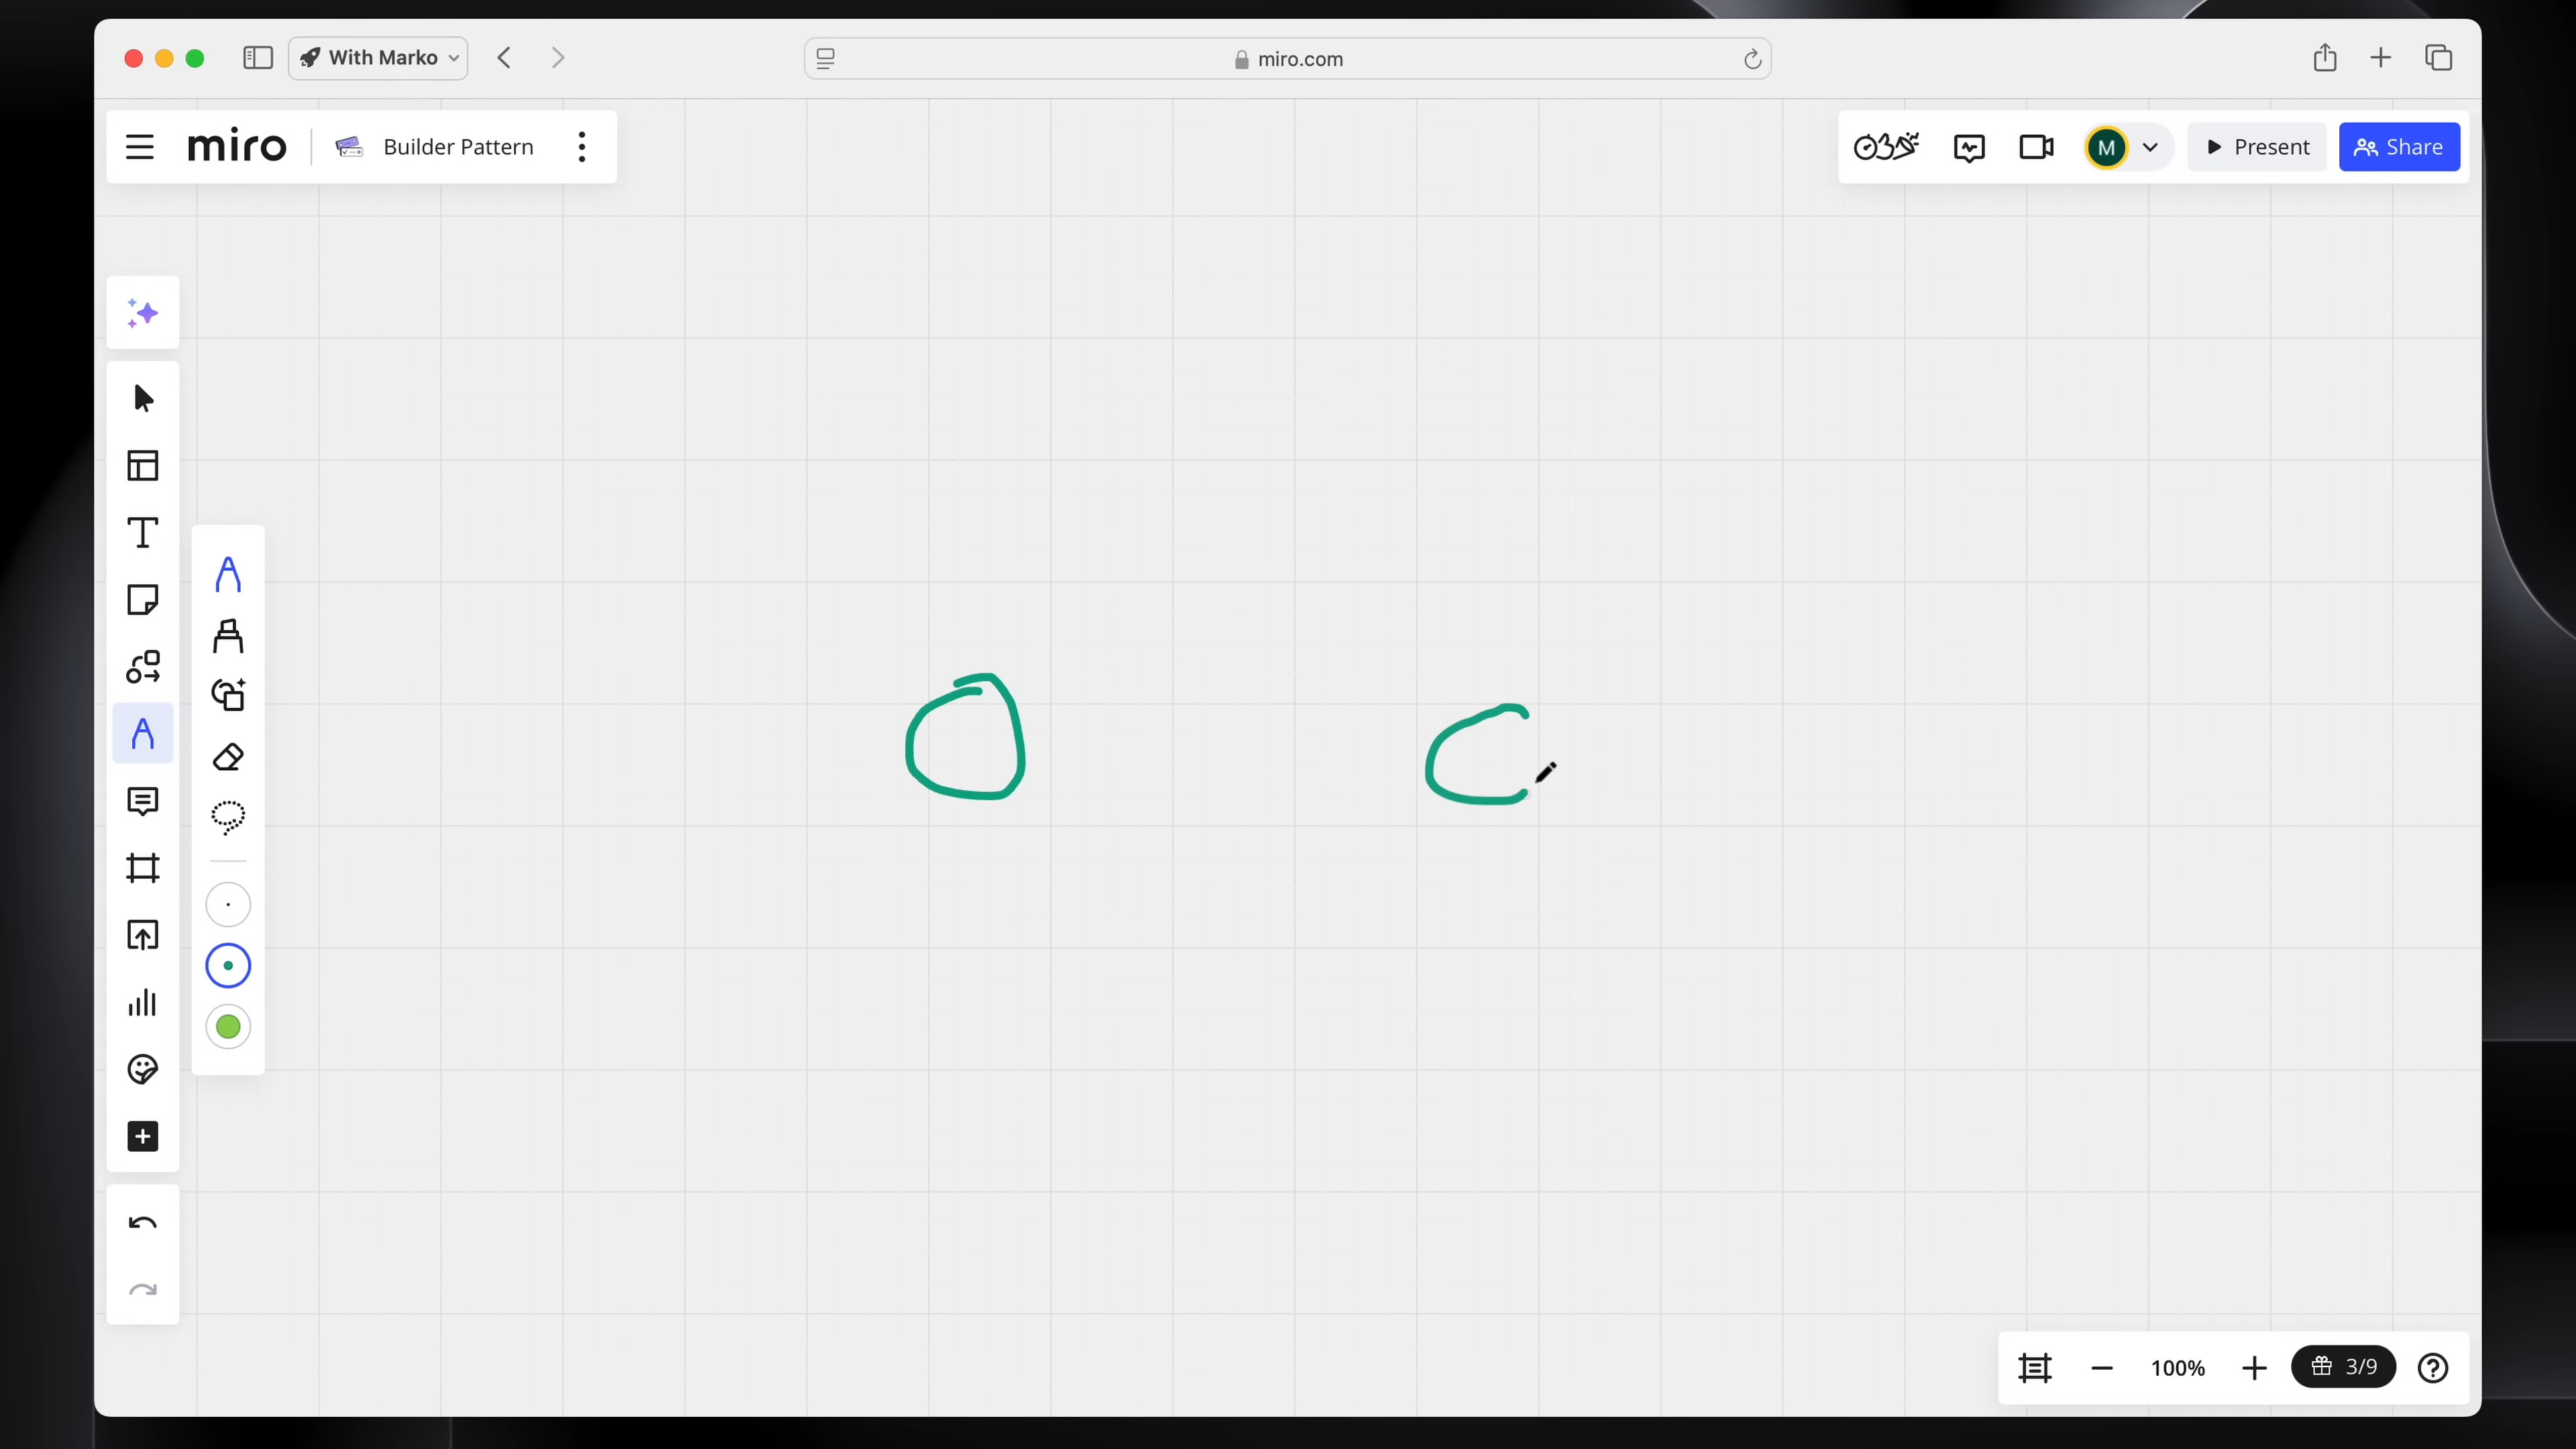 With Marko
miro.com
miro
Builder Pattern
M
Present
Share
100%
3/9